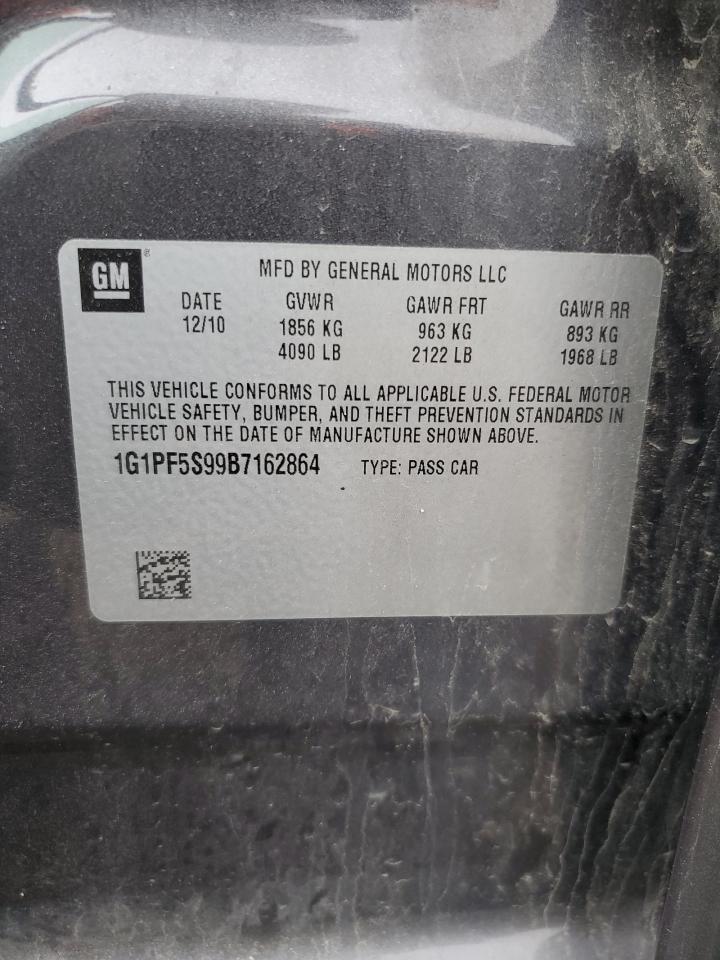 GM ®
MFD BY GENERAL MOTORS LLC
DATE GVWR GAWR FRT GAWR RR
12/10 1856 KG 963 KG 893 KG
4090 LB 2122 LB 1968 LB
THIS VEHICLE CONFORMS TO ALL APPLICABLE U.S. FEDERAL MOTOR
VEHICLE SAFETY, BUMPER, AND THEFT PREVENTION STANDARDS IN
EFFECT ON THE DATE OF MANUFACTURE SHOWN ABOVE.
1G1PF5S99B7162864 TYPE: PASS CAR